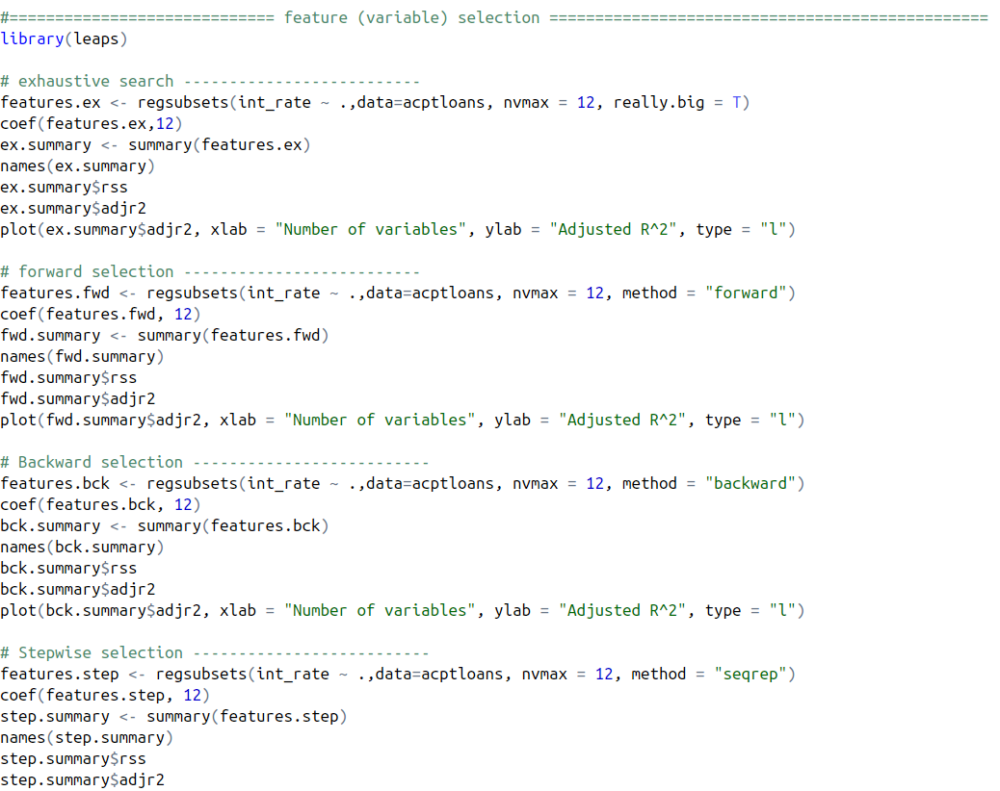 #============================= feature (variable) selection ================================================
library(leaps)
# exhaustive search --------------------------
features.ex <- regsubsets(int_rate ~ .,data=acptloans, nvmax = 12, really.big = T)
coef(features.ex,12)
ex.summary <- summary(features.ex)
names(ex.summary)
ex.summary$rss
ex.summary$adjr2
plot(ex.summary$adjr2, xlab = "Number of variables", ylab = "Adjusted R^2", type = "l")
# forward selection --------------------------
features.fwd <- regsubsets(int_rate ~ .,data=acptloans, nvmax = 12, method = "forward")
coef(features.fwd, 12)
fwd.summary <- summary(features.fwd)
names(fwd.summary)
fwd.summary$rss
fwd.summary$adjr2
plot(fwd.summary$adjr2, xlab = "Number of variables", ylab = "Adjusted R^2", type = "l")
# Backward selection --------------------------
features.bck <- regsubsets(int_rate ~ .,data=acptloans, nvmax = 12, method = "backward")
coef(features.bck, 12)
bck.summary <- summary(features.bck)
names(bck.summary)
bck.summary$rss
bck.summary$adjr2
plot(bck.summary$adjr2, xlab = "Number of variables", ylab = "Adjusted R^2", type = "l")
# Stepwise selection --------------------------
features.step <- regsubsets(int_rate ~ .,data=acptloans, nvmax = 12, method = "seqrep")
coef(features.step, 12)
step.summary <- summary(features.step)
names(step.summary)
step.summary$rss
step.summary$adjr2